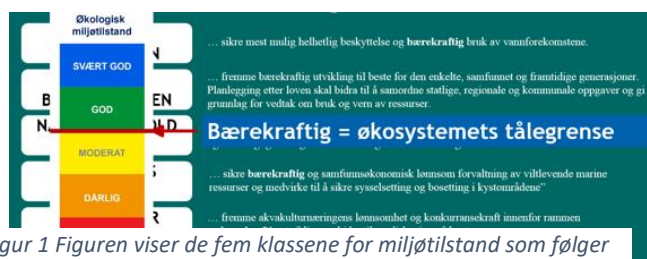 Økologisk
miljøtilstand
SVÆRT GOD
GOD
MODERAT
DÅRLIG
… sikre mest mulig helhetlig beskyttelse og bærekraftig bruk av vannforekomstene.
… fremme bærekraftig utvikling til beste for den enkelte, samfunnet og framtidige generasjoner.
Planlegging etter loven skal bidra til å samordne statlige, regionale og kommunale oppgaver og gi
grunnlag for vedtak om bruk og vern av ressurser.
Bærekraftig = økosystemets tålegrense
… sikre bærekraftig og samfunnsøkonomisk lønnsom forvaltning av viltlevende marine
ressurser og medvirke til å sikre sysselsetting og bosetting i kystområdene”
… fremme akvakulturnæringens lønnsomhet og konkurransekraft innenfor rammen
gur 1 Figuren viser de fem klassene for miljøtilstand som følger